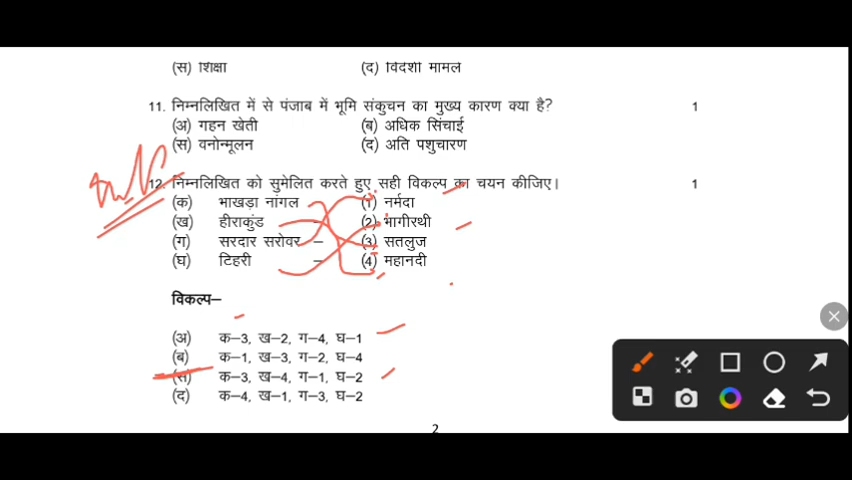 (स) शिक्षा (द) विदेशी मामले
11. निम्नलिखित में से पंजाब में भूमि संकुचन का मुख्य कारण क्या है? 1
(अ) गहन खेती (ब) अधिक सिंचाई
(स) वनोन्मूलन (द) अति पशुचारण
12. निम्नलिखित को सुमेलित करते हुए सही विकल्प का चयन कीजिए। 1
(क) भाखड़ा नांगल (1) नर्मदा
(ख) हीराकुंड – (2) भागीरथी
(ग) सरदार सरोवर – (3) सतलुज
(घ) टिहरी – (4) महानदी
विकल्प–
(अ) क–3, ख–2, ग–4, घ–1
(ब) क–1, ख–3, ग–2, घ–4
(स) क–3, ख–4, ग–1, घ–2
(द) क–4, ख–1, ग–3, घ–2
2